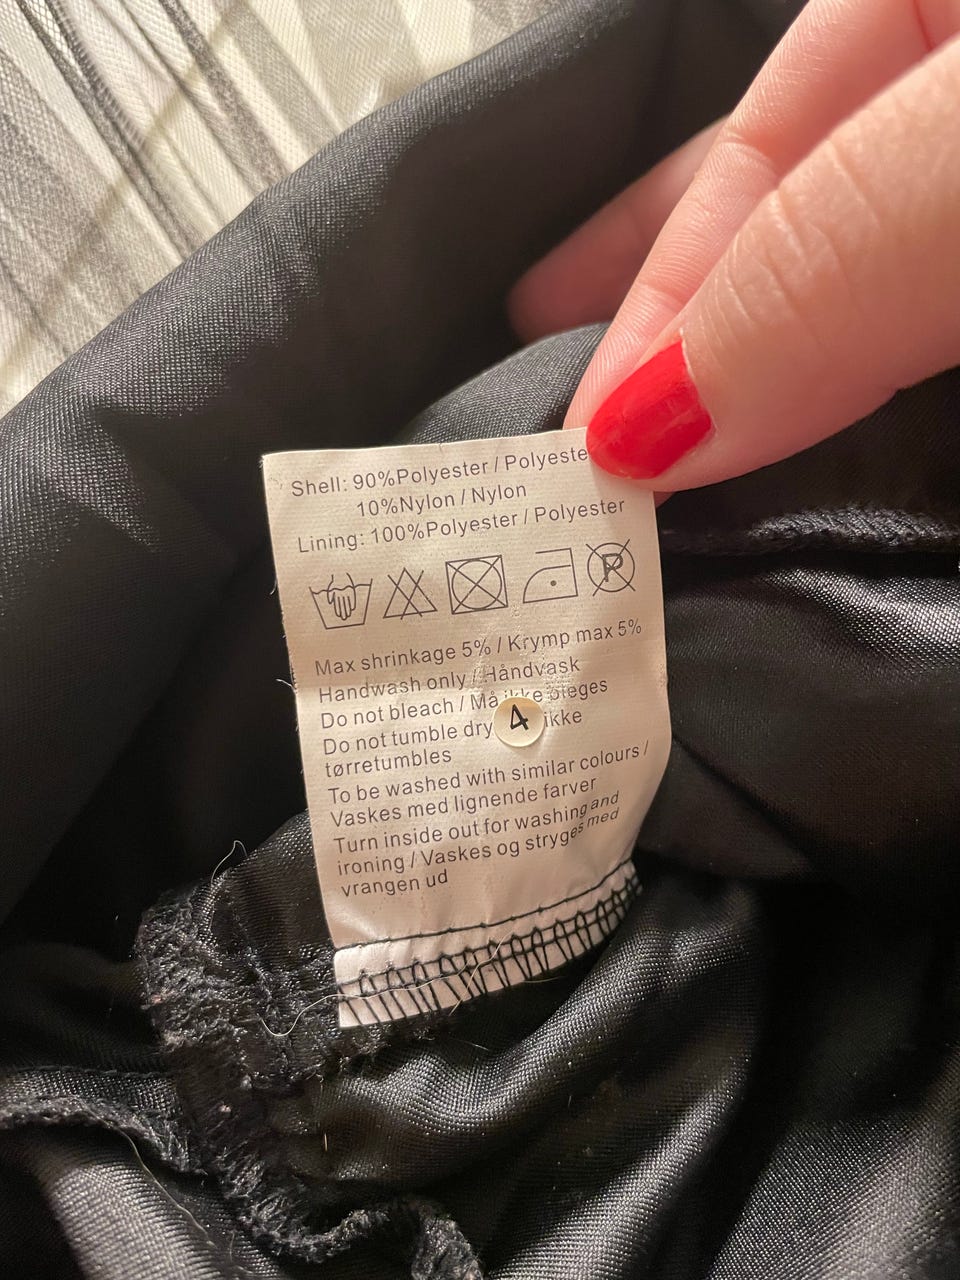 Shell: 90%Polyester / Polyeste
10%Nylon / Nylon
Lining: 100%Polyester / Polyester
P
Max shrinkage 5% / Krymp max 5%
Handwash only / Håndvask
Do not bleach / Må ikke bleges
Do not tumble dry ikke
tørretumbles
4
To be washed with similar colours /
Vaskes med lignende farver
Turn inside out for washing and
ironing / Vaskes og stryges med
vrangen ud